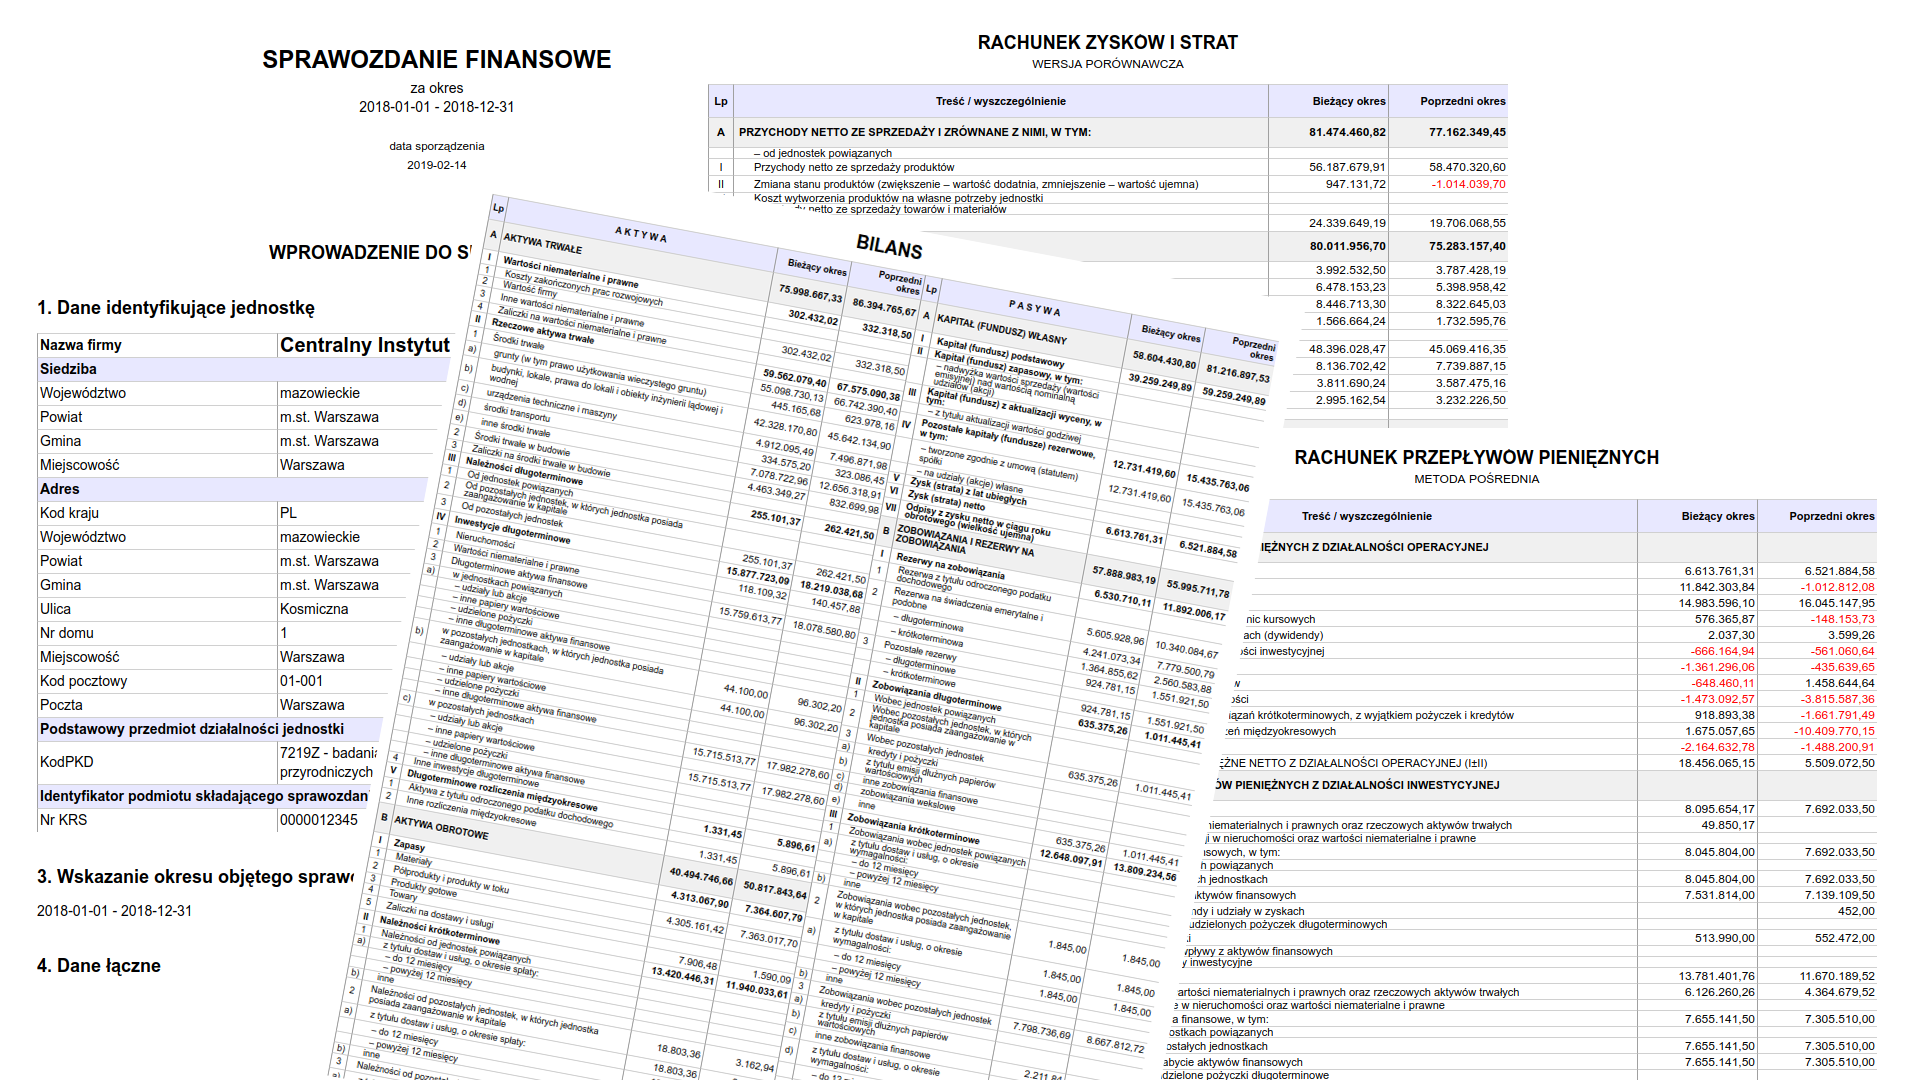 SPRAWOZDANIE FINANSOWE
za okres
2018-01-01 - 2018-12-31
data sporządzenia
2019-02-14
WPROWADZENIE DO
1. Dane identyfikujące jednostkę
Nazwa firmy Centralny Instytut
Siedziba
Województwo mazowieckie
Powiat m.st. Warszawa
Gmina m.st. Warszawa
Miejscowość Warszawa
Adres
Kod kraju PL
Województwo mazowieckie
Powiat m.st. Warszawa
Gmina m.st. Warszawa
Ulica Kosmiczna
Nr domu 1
Miejscowość Warszawa
Kod pocztowy 01-001
Poczta Warszawa
Podstawowy przedmiot działalności jednostki
KodPKD 7219Z - badania
przyrodniczych
Identyfikator podmiotu składającego
Nr KRS 0000012345
3. Wskazanie okresu objętego
2018-01-01 - 2018-12-31
4. Dane łączne
RACHUNEK ZYSKÓW I STRAT
WERSJA PORÓWNAWCZA
Lp Treść / wyszczególnienie Bieżący okres Poprzedni okres
A PRZYCHODY NETTO ZE SPRZEDAŻY I ZRÓWNANE Z NIMI, W TYM: 81.474.460,82 77.162.349,45
– od jednostek powiązanych
I Przychody netto ze sprzedaży produktów 56.187.679,91 58.470.320,60
II Zmiana stanu produktów (zwiększenie – wartość dodatnia, zmniejszenie – wartość ujemna) 947.131,72 -1.014.039,70
Koszt wytworzenia produktów na własne potrzeby jednostki
netto ze sprzedaży towarów i materiałów
24.339.649,19 19.706.068,55
80.011.956,70 75.283.157,40
3.992.532,50 3.787.428,19
6.478.153,23 5.398.958,42
8.446.713,30 8.322.645,03
1.566.664,24 1.732.595,76
48.396.028,47 45.069.416,35
8.136.702,42 7.739.887,15
3.811.690,24 3.587.475,16
2.995.162,54 3.232.226,50
BILANS
Lp AKTYWA Bieżący okres Poprzedni okres
A AKTYWA TRWAŁE 75.998.667,33 86.394.765,67
I Wartości niematerialne i prawne 302.432,02 332.318,50
1 Koszty zakończonych prac rozwojowych
2 Wartość firmy
3 Inne wartości niematerialne i prawne 302.432,02 332.318,50
4 Zaliczki na wartości niematerialne i prawne
II Rzeczowe aktywa trwałe 59.562.079,40 67.575.090,38
1 Środki trwałe 55.098.730,13 66.742.390,40
a) grunty (w tym prawo użytkowania wieczystego gruntu) 445.165,68 623.978,16
b) budynki, lokale, prawa do lokali i obiekty inżynierii lądowej i
wodnej 42.328.170,80 45.642.134,90
c) urządzenia techniczne i maszyny 4.912.095,49 7.496.871,98
d) środki transportu 334.575,20 323.086,45
e) inne środki trwałe 7.078.722,96 12.656.318,91
2 Środki trwałe w budowie 4.463.349,27 832.699,98
3 Zaliczki na środki trwałe w budowie
III Należności długoterminowe 255.101,37 262.421,50
1 Od jednostek powiązanych
2 Od pozostałych jednostek, w których jednostka posiada
zaangażowanie w kapitale
3 Od pozostałych jednostek 255.101,37 262.421,50
IV Inwestycje długoterminowe 15.877.723,09 18.219.038,68
1 Nieruchomości 118.109,32 140.457,88
2 Wartości niematerialne i prawne
3 Długoterminowe aktywa finansowe 15.759.613,77 18.078.580,80
a) w jednostkach powiązanych
– udziały lub akcje
– inne papiery wartościowe
– udzielone pożyczki
– inne długoterminowe aktywa finansowe
b) w pozostałych jednostkach, w których jednostka posiada
zaangażowanie w kapitale 44.100,00 96.302,20
– udziały lub akcje 44.100,00 96.302,20
– inne papiery wartościowe
– udzielone pożyczki
– inne długoterminowe aktywa finansowe
c) w pozostałych jednostkach 15.715.513,77 17.982.278,60
– udziały lub akcje 15.715.513,77 17.982.278,60
– inne papiery wartościowe
– udzielone pożyczki
– inne długoterminowe aktywa finansowe
4 Inne inwestycje długoterminowe
V Długoterminowe rozliczenia międzyokresowe 1.331,45 5.896,61
1 Aktywa z tytułu odroczonego podatku dochodowego
2 Inne rozliczenia międzyokresowe 1.331,45 5.896,61
B AKTYWA OBROTOWE 40.494.746,66 50.817.843,64
I Zapasy 4.313.067,90 7.364.607,79
1 Materiały 4.305.161,42 7.363.017,70
2 Półprodukty i produkty w toku
3 Produkty gotowe
4 Towary
5 Zaliczki na dostawy i usługi 7.906,48 1.590,09
II Należności krótkoterminowe 13.420.446,31 11.940.033,61
1 Należności od jednostek powiązanych
a) z tytułu dostaw i usług, o okresie spłaty:
– do 12 miesięcy
– powyżej 12 miesięcy
b) inne
2 Należności od pozostałych jednostek, w których jednostka
posiada zaangażowanie w kapitale 18.803,36 3.162,94
a) z tytułu dostaw i usług, o okresie spłaty: 18.803,36
– do 12 miesięcy
– powyżej 12 miesięcy
b) inne
3 Należności od
Lp PASYWA Bieżący okres Poprzedni okres
A KAPITAŁ (FUNDUSZ) WŁASNY 58.604.430,80 81.216.897,53
I Kapitał (fundusz) podstawowy 39.259.249,89 59.259.249,89
II Kapitał (fundusz) zapasowy, w tym:
– nadwyżka wartości sprzedaży (wartości
emisyjnej) nad wartością nominalną
udziałów (akcji)
III Kapitał (fundusz) z aktualizacji wyceny, w
tym:
– z tytułu aktualizacji wartości godziwej
IV Pozostałe kapitały (fundusze) rezerwowe,
w tym: 12.731.419,60 15.435.763,06
– tworzone zgodnie z umową (statutem)
spółki 12.731.419,60 15.435.763,06
– na udziały (akcje) własne
V Zysk (strata) z lat ubiegłych
VI Zysk (strata) netto 6.613.761,31 6.521.884,58
VII Odpisy z zysku netto w ciągu roku
obrotowego (wielkość ujemna)
B ZOBOWIĄZANIA I REZERWY NA
ZOBOWIĄZANIA 57.888.983,19 55.995.711,78
I Rezerwy na zobowiązania 6.530.710,11 11.892.006,17
1 Rezerwa z tytułu odroczonego podatku
dochodowego
2 Rezerwa na świadczenia emerytalne i
podobne 5.605.928,96 10.340.084,67
– długoterminowa 4.241.073,34 7.779.500,79
– krótkoterminowa 1.364.855,62 2.560.583,88
3 Pozostałe rezerwy 924.781,15 1.551.921,50
– długoterminowe
– krótkoterminowe 924.781,15 1.551.921,50
II Zobowiązania długoterminowe 635.375,26 1.011.445,41
1 Wobec jednostek powiązanych
2 Wobec pozostałych jednostek, w których
jednostka posiada zaangażowanie w
kapitale
3 Wobec pozostałych jednostek 635.375,26 1.011.445,41
a) kredyty i pożyczki
b) z tytułu emisji dłużnych papierów
wartościowych
c) inne zobowiązania finansowe
d) zobowiązania wekslowe
e) inne 635.375,26 1.011.445,41
III Zobowiązania krótkoterminowe 12.648.097,91 13.809.234,56
1 Zobowiązania wobec jednostek powiązanych
a) z tytułu dostaw i usług, o okresie
wymagalności:
– do 12 miesięcy
– powyżej 12 miesięcy
b) inne
2 Zobowiązania wobec pozostałych jednostek,
w których jednostka posiada zaangażowanie
w kapitale 1.845,00 1.845,00
a) z tytułu dostaw i usług, o okresie
wymagalności: 1.845,00 1.845,00
– do 12 miesięcy 1.845,00 1.845,00
– powyżej 12 miesięcy
b) inne
3 Zobowiązania wobec pozostałych jednostek 7.798.736,69 8.667.812,72
a) kredyty i pożyczki
b) z tytułu emisji dłużnych papierów
wartościowych
c) inne zobowiązania finansowe
d) z tytułu dostaw i usług, o okresie
wymagalności:
– do 12
RACHUNEK PRZEPŁYWÓW PIENIĘŻNYCH
METODA POŚREDNIA
Treść / wyszczególnienie Bieżący okres Poprzedni okres
Z DZIAŁALNOŚCI OPERACYJNEJ
6.613.761,31 6.521.884,58
11.842.303,84 -1.012.812,08
14.983.596,10 16.045.147,95
kursowych 576.365,87 -148.153,73
(dywidendy) 2.037,30 3.599,26
inwestycyjnej -666.164,94 -561.060,64
-1.361.296,06 -435.639,65
-648.460,11 1.458.644,64
-1.473.092,57 -3.815.587,36
krótkoterminowych, z wyjątkiem pożyczek i kredytów 918.893,38 -1.661.791,49
międzyokresowych 1.675.057,65 -10.409.770,15
-2.164.632,78 -1.488.200,91
NETTO Z DZIAŁALNOŚCI OPERACYJNEJ (I±II) 18.456.065,15 5.509.072,50
PIENIĘŻNYCH Z DZIAŁALNOŚCI INWESTYCYJNEJ
8.095.654,17 7.692.033,50
niematerialnych i prawnych oraz rzeczowych aktywów trwałych 49.850,17
w nieruchomości oraz wartości niematerialne i prawne
w tym: 8.045.804,00 7.692.033,50
powiązanych
jednostkach 8.045.804,00 7.692.033,50
aktywów finansowych 7.531.814,00 7.139.109,50
i udziały w zyskach 452,00
udzielonych pożyczek długoterminowych
513.990,00 552.472,00
wpływy z aktywów finansowych
inwestycyjne
13.781.401,76 11.670.189,52
wartości niematerialnych i prawnych oraz rzeczowych aktywów trwałych 6.126.260,26 4.364.679,52
w nieruchomości oraz wartości niematerialne i prawne
finansowe, w tym: 7.655.141,50 7.305.510,00
powiązanych
jednostkach 7.655.141,50 7.305.510,00
nabycie aktywów finansowych 7.655.141,50 7.305.510,00
udzielone pożyczki długoterminowe